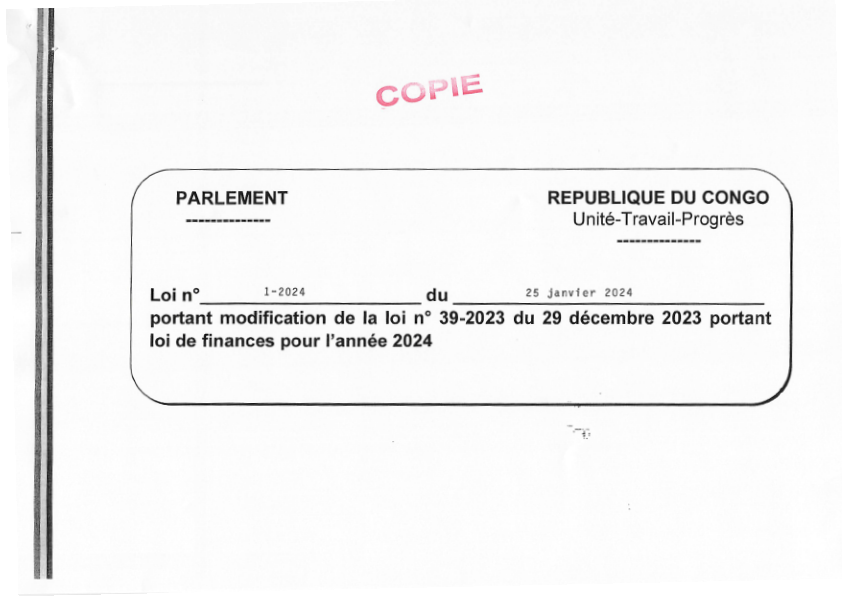 COPIE
PARLEMENT
--------------
REPUBLIQUE DU CONGO
Unité-Travail-Progrès
--------------
Loi n° 1-2024 du 25 janvier 2024
portant modification de la loi n° 39-2023 du 29 décembre 2023 portant
loi de finances pour l'année 2024